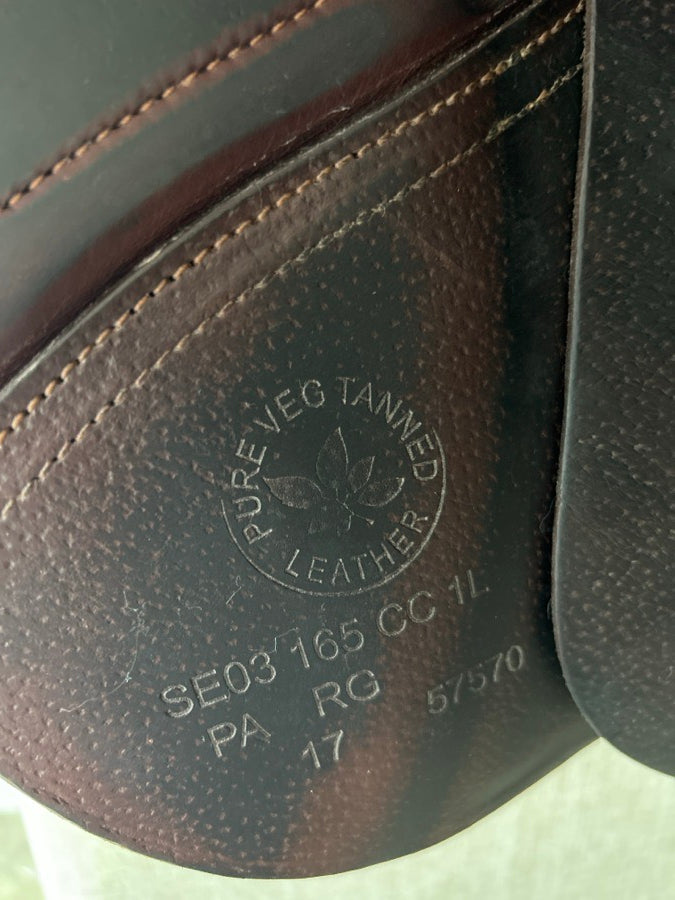 PURE VEG TANNED
LEATHER
SE03 165 CC 1L
PA RG 57570
17